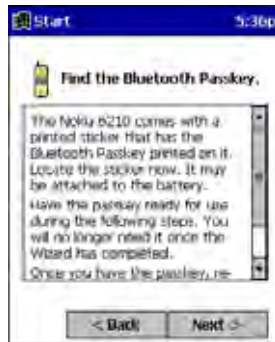 Start 5:36p
Find the Bluetooth Passkey.
The Nokia 6210 comes with a
printed sticker that has the
Bluetooth Passkey printed on it.
Locate the sticker now. It may
be attached to the battery.
Have the passkey ready for use
during the following steps. You
will no longer need it once the
Wizard has completed.
Once you have the passkey, re-
< Back Next ->